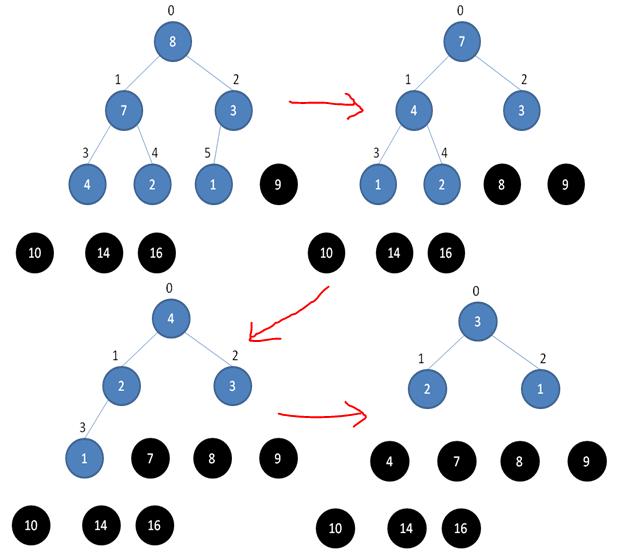 0 0
8 7
1 2 1 2
7 3 4 3
3 4 5 3 4
4 2 1 9 1 2 8 9
10 14 16 10 14 16
0 0
4 3
1 2 1 2
2 3 2 1
3
1 7 8 9 4 7 8 9
10 14 16 10 14 16